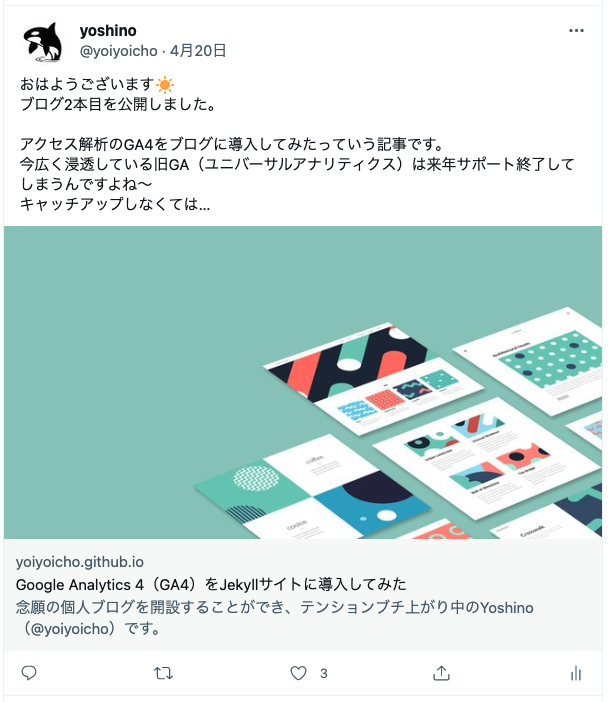 yoshino
@yoiyoicho · 4月20日
おはようございます☀️
ブログ2本目を公開しました。
アクセス解析のGA4をブログに導入してみたっていう記事です。
今広く浸透している旧GA（ユニバーサルアナリティクス）は来年サポート終了して
しまうんですよね〜
キャッチアップしなくては...
coffee
cookie
yoiyoicho.github.io
Google Analytics 4（GA4）をJekyllサイトに導入してみた
念願の個人ブログを開設することができ、テンションブチ上がり中のYoshino
（@yoiyoicho）です。
3